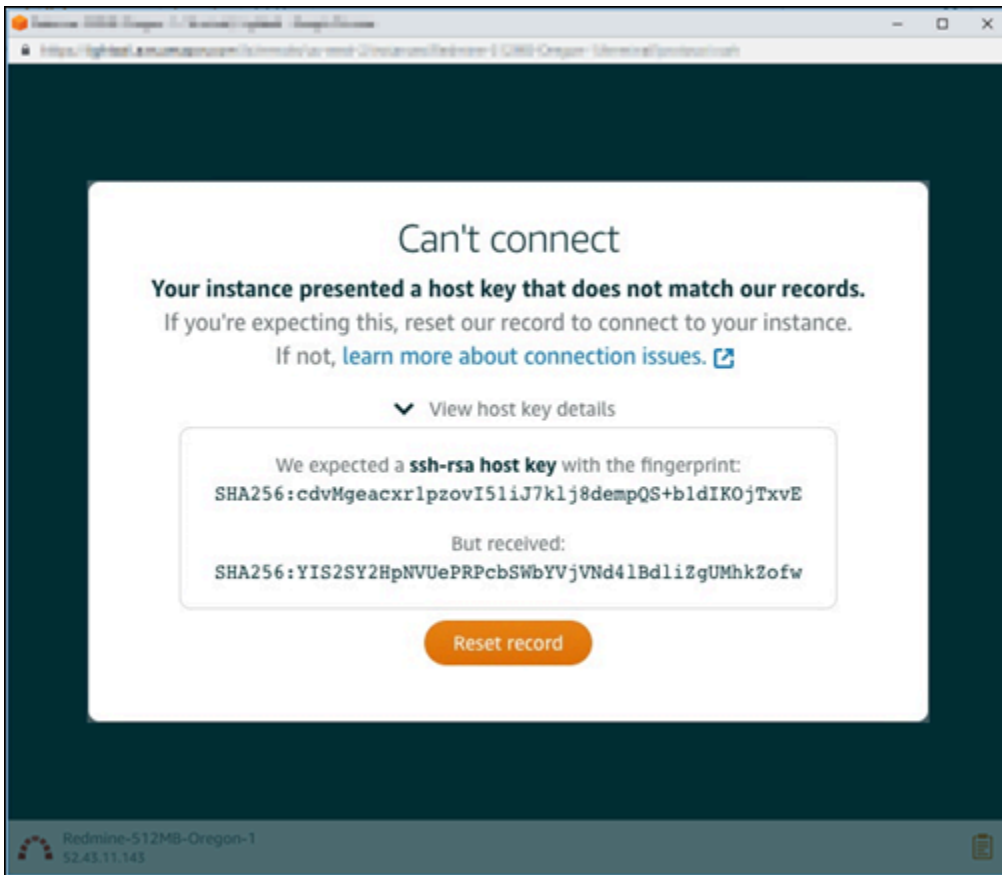 Can't connect
Your instance presented a host key that does not match our records.
If you're expecting this, reset our record to connect to your instance.
If not, learn more about connection issues.
View host key details
We expected a ssh-rsa host key with the fingerprint:
SHA256:cdvMgeacxr1pzovI51iJ7klj8dempQS+b1dIKOjTxvE
But received:
SHA256:YIS2SY2HpNVUePRPcbSWbYVjVNd4lBdliZgUMhkZofw
Reset record
Redmine-512MB-Oregon-1
52.43.11.143